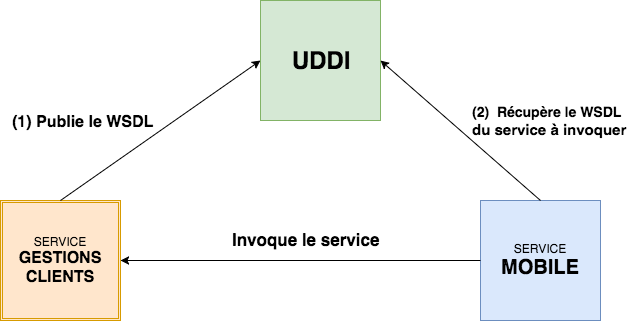 UDDI
(1) Publie le WSDL
(2) Récupère le WSDL
du service à invoquer
Invoque le service
SERVICE
GESTIONS
CLIENTS
SERVICE
MOBILE